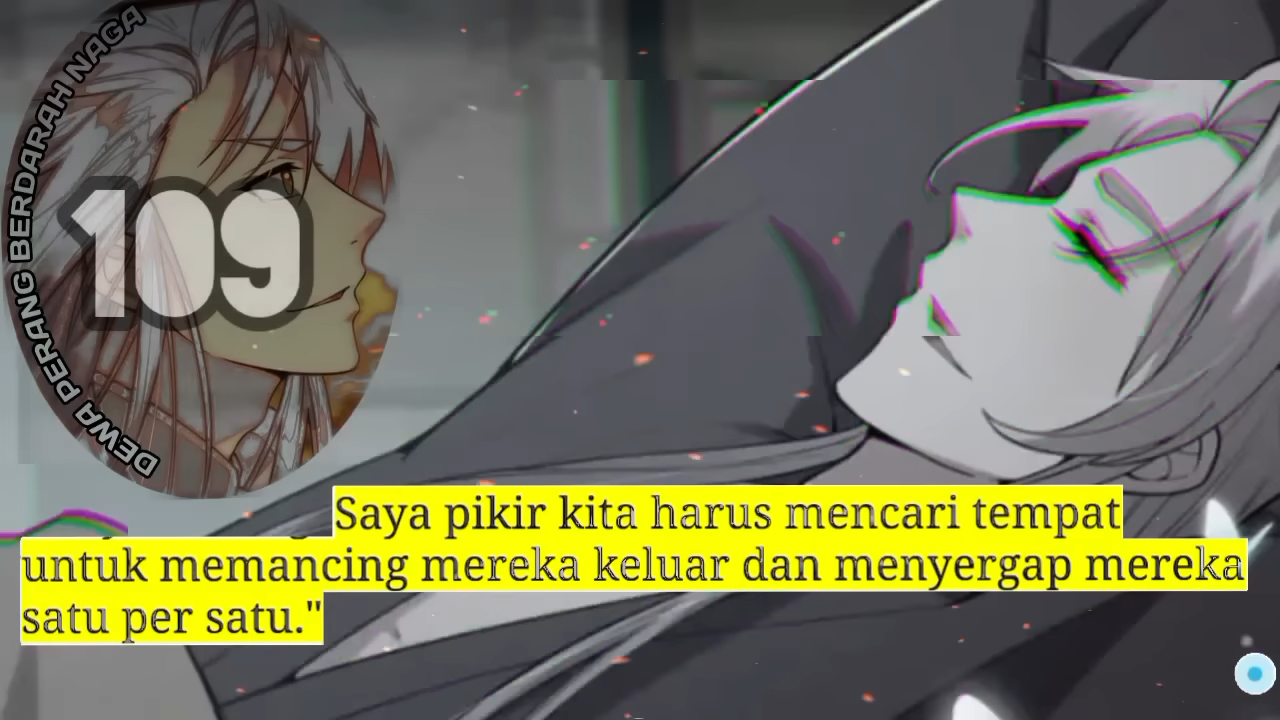 DEWA PERANG BERDARAH NAGA
109
Saya pikir kita harus mencari tempat
untuk memancing mereka keluar dan menyergap mereka
satu per satu."